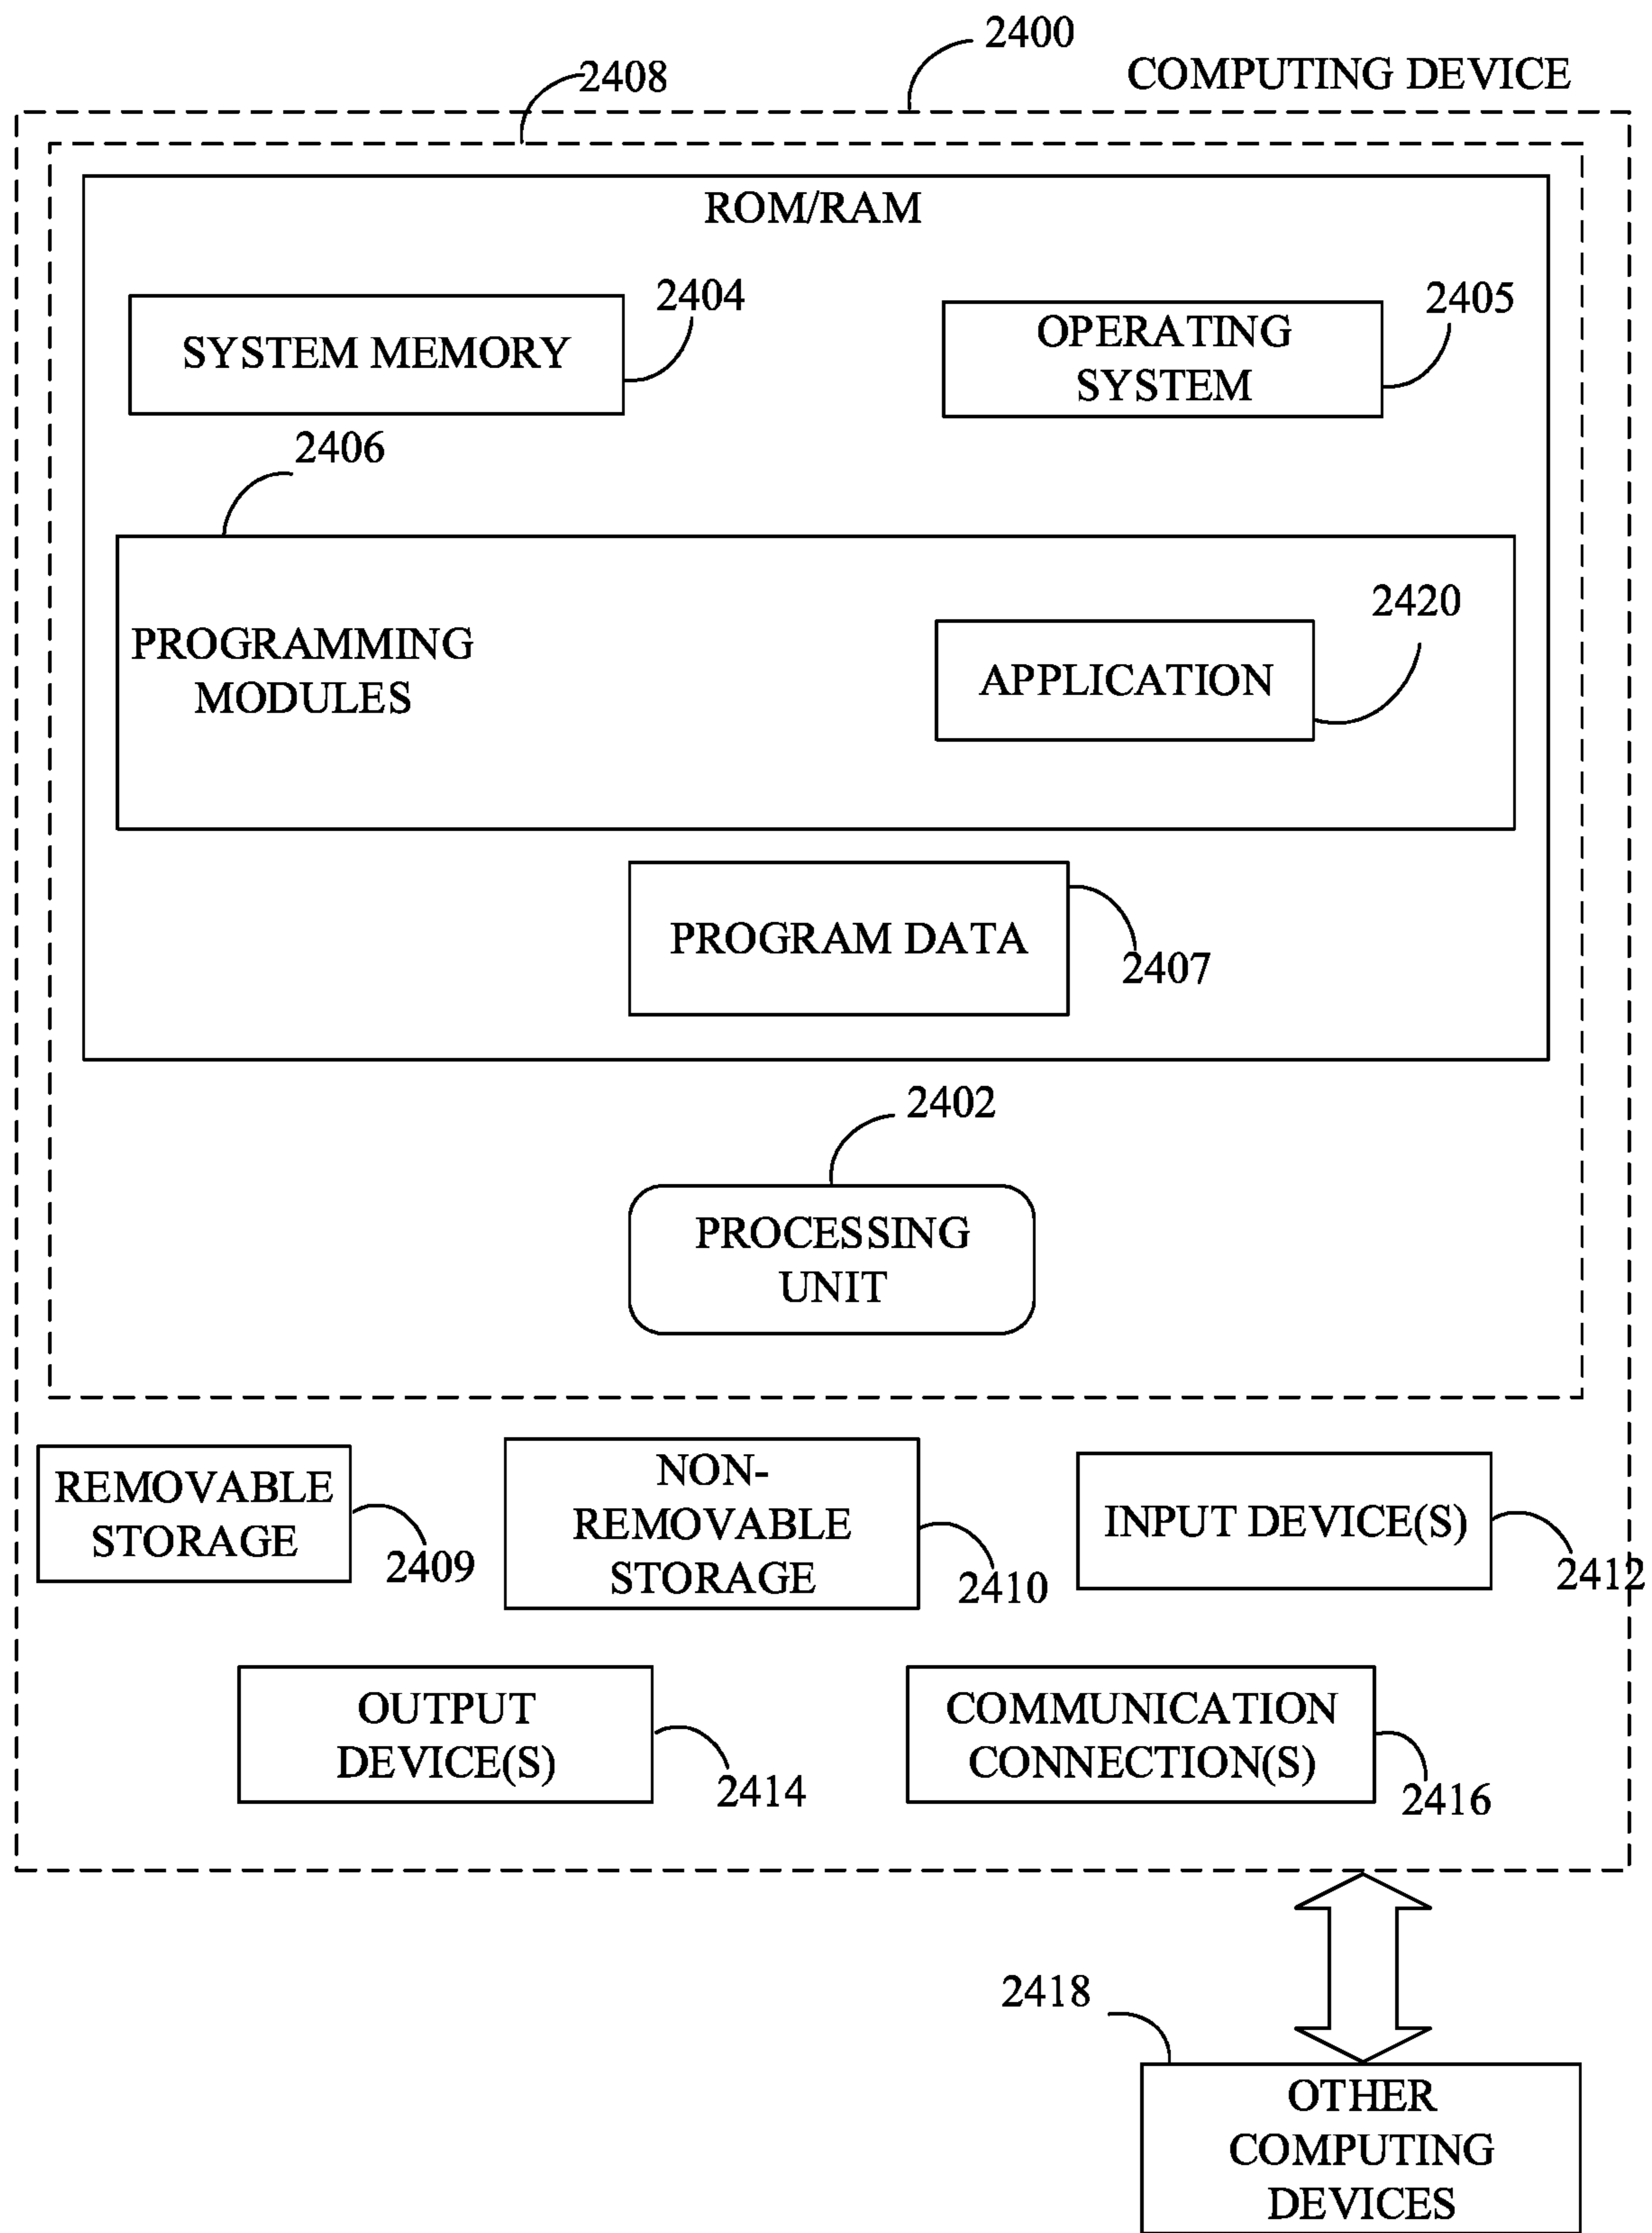 2400
COMPUTING DEVICE
2408
ROM/RAM
2404
SYSTEM MEMORY
2405
OPERATING
SYSTEM
2406
PROGRAMMING
MODULES
2420
APPLICATION
PROGRAM DATA
2407
2402
PROCESSING
UNIT
REMOVABLE
STORAGE
2409
NON-
REMOVABLE
STORAGE
2410
INPUT DEVICE(S)
2412
OUTPUT
DEVICE(S)
2414
COMMUNICATION
CONNECTION(S)
2416
2418
OTHER
COMPUTING
DEVICES